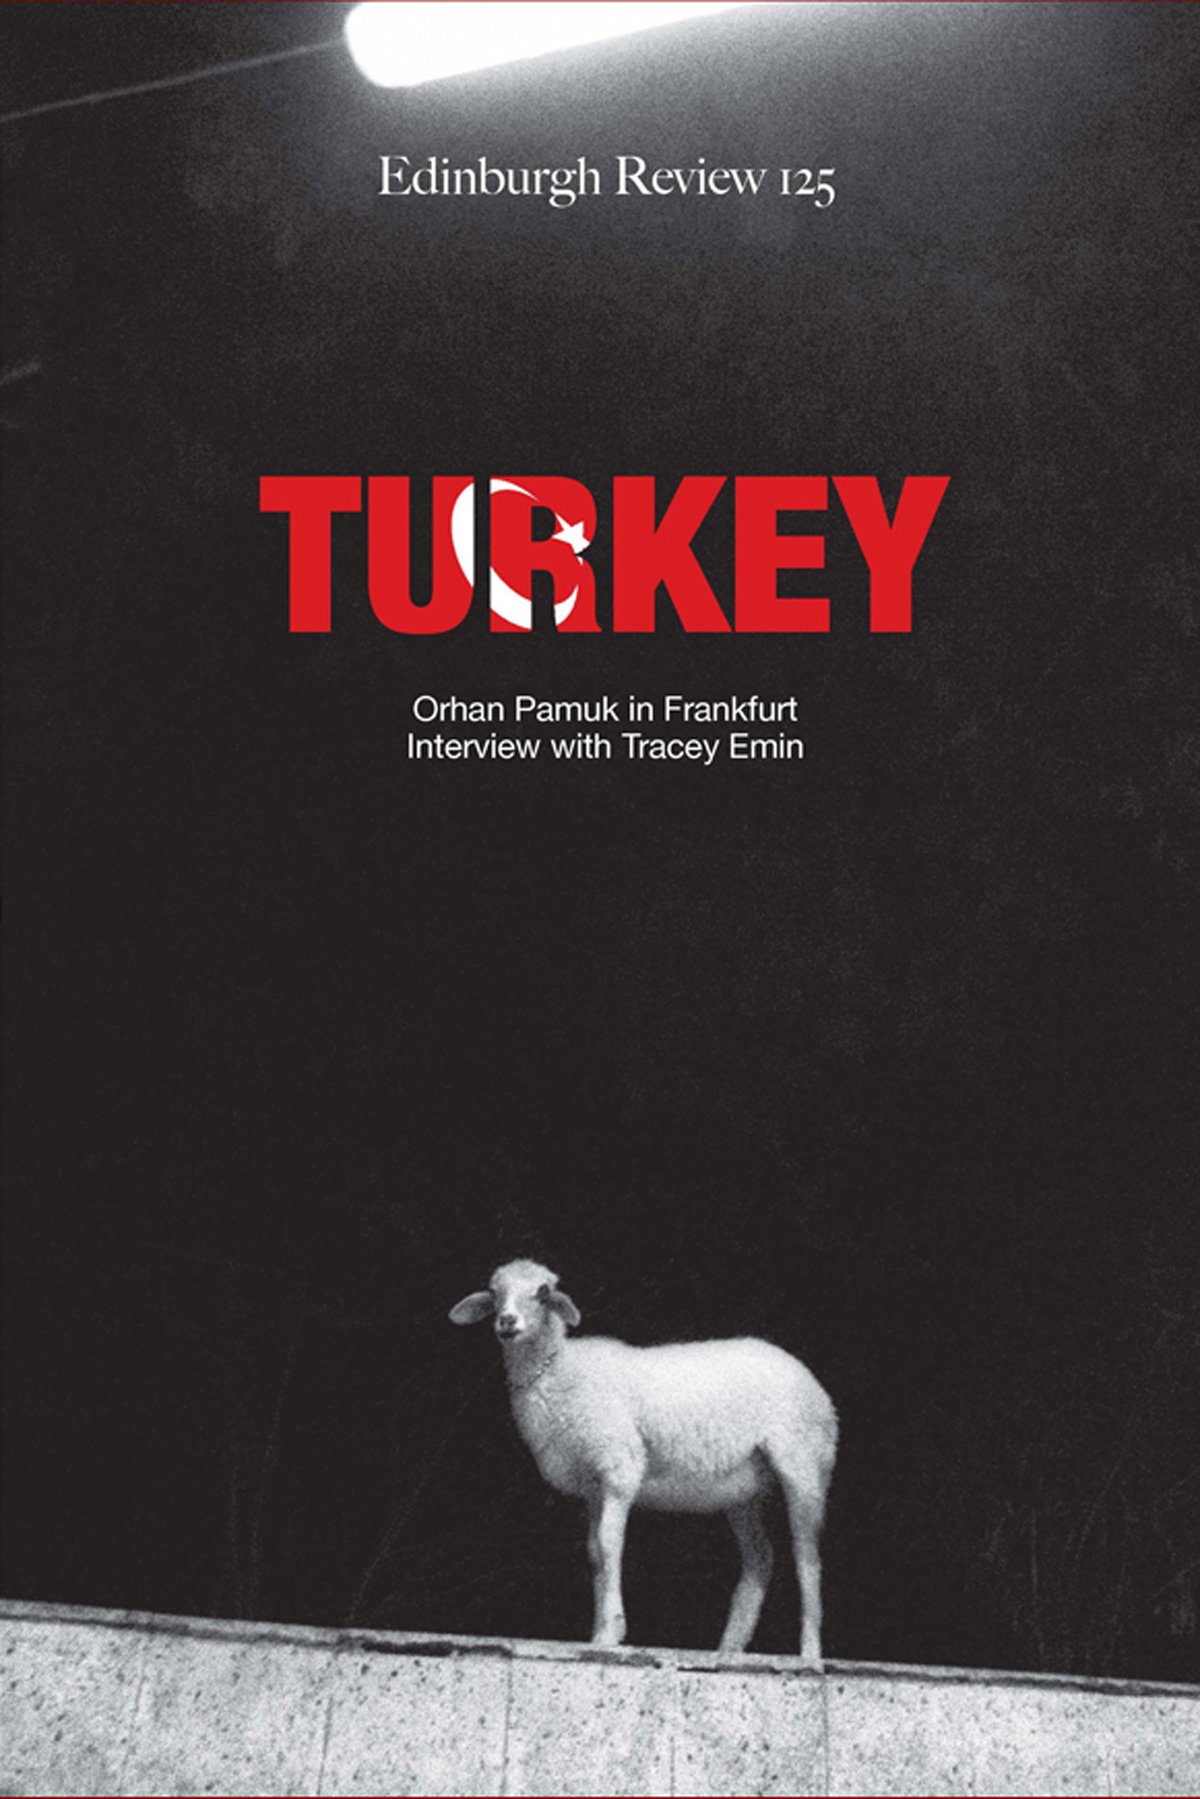 Edinburgh Review 125
TURKEY
Orhan Pamuk in Frankfurt
Interview with Tracey Emin